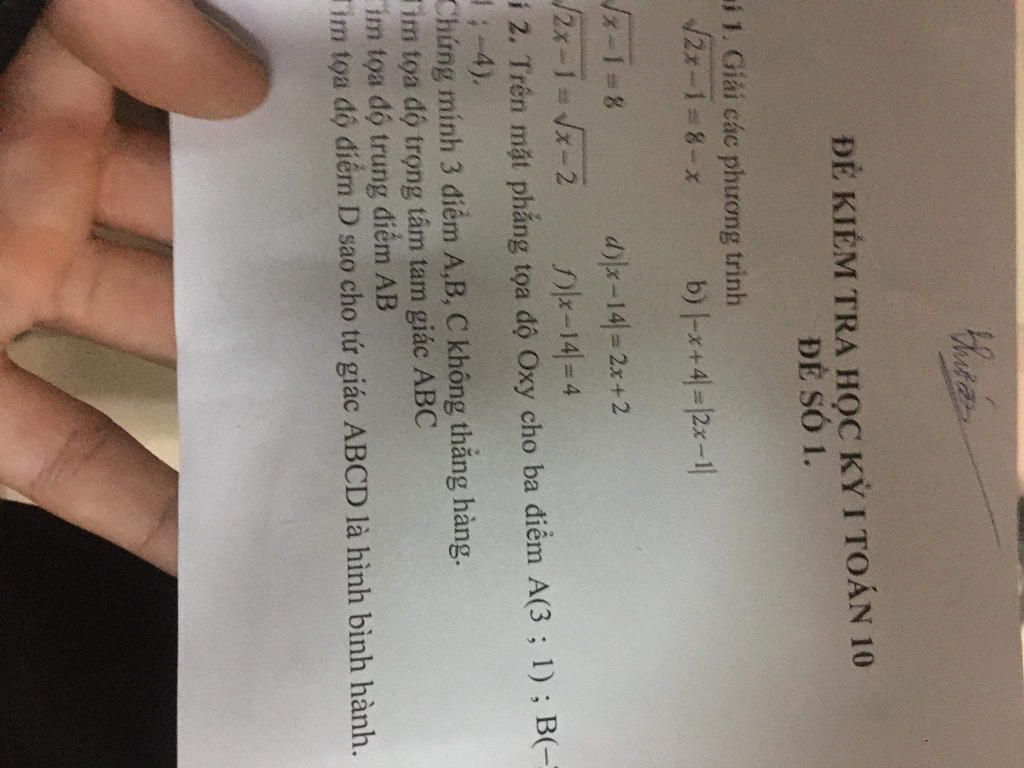 ĐỀ KIỂM TRA HỌC KỲ I TOÁN 10
ĐỀ SỐ 1.
1. Giải các phương trình
√2x−1 = 8−x b) |−x+4| = |2x−1|
√x−1 = 8 d)|x−14| = 2x+2
√2x−1 = √x−2 f)|x−14| = 4
2. Trên mặt phẳng tọa độ Oxy cho ba điểm A(3 ; 1) ; B(−
; −4).
Chứng minh 3 điểm A,B, C không thẳng hàng.
Tìm tọa độ trọng tâm tam giác ABC
Tìm tọa độ trung điểm AB
Tìm tọa độ điểm D sao cho tứ giác ABCD là hình bình hành.